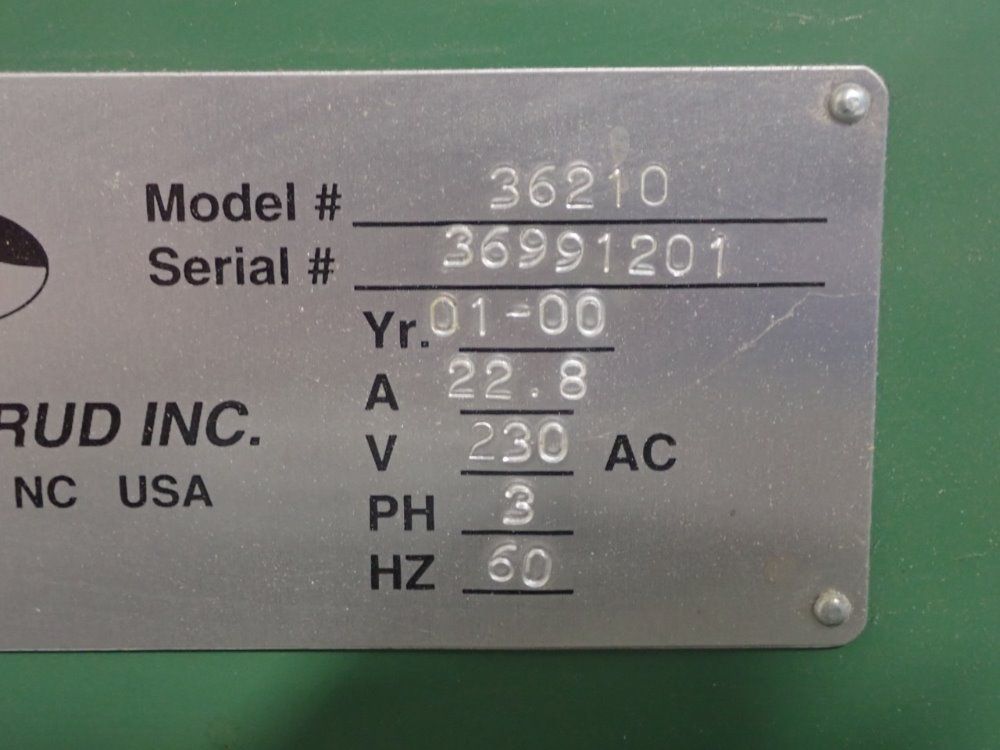 Model # 36210
Serial # 36991201
Yr. 01-00
A 22.8
RUD INC.
V 230 AC
NC USA
PH 3
HZ 60